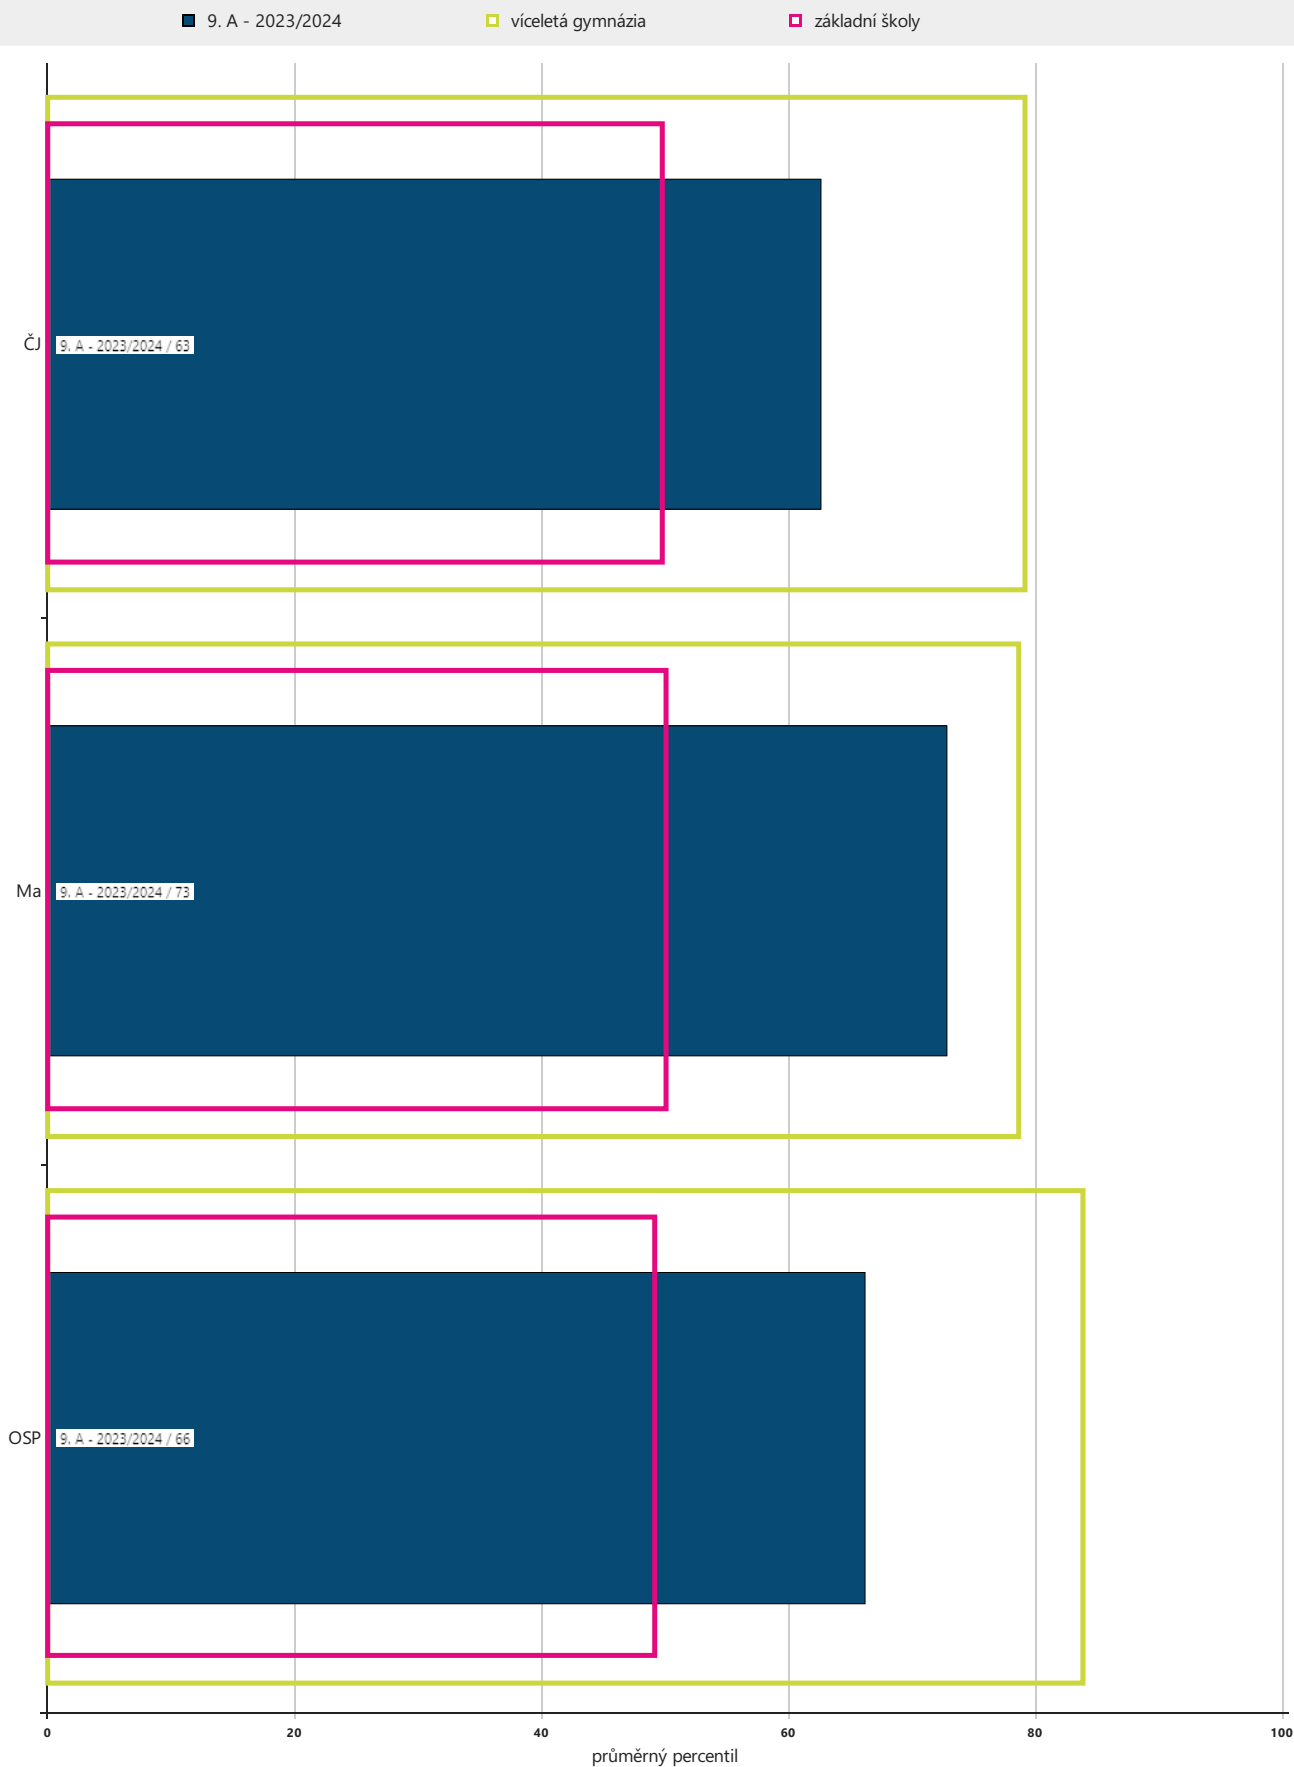 9. A - 2023/2024 víceletá gymnázia základní školy
ČJ 9. A - 2023/2024 / 63
Ma 9. A - 2023/2024 / 73
OSP 9. A - 2023/2024 / 66
0 20 40 60 80 100
průměrný percentil